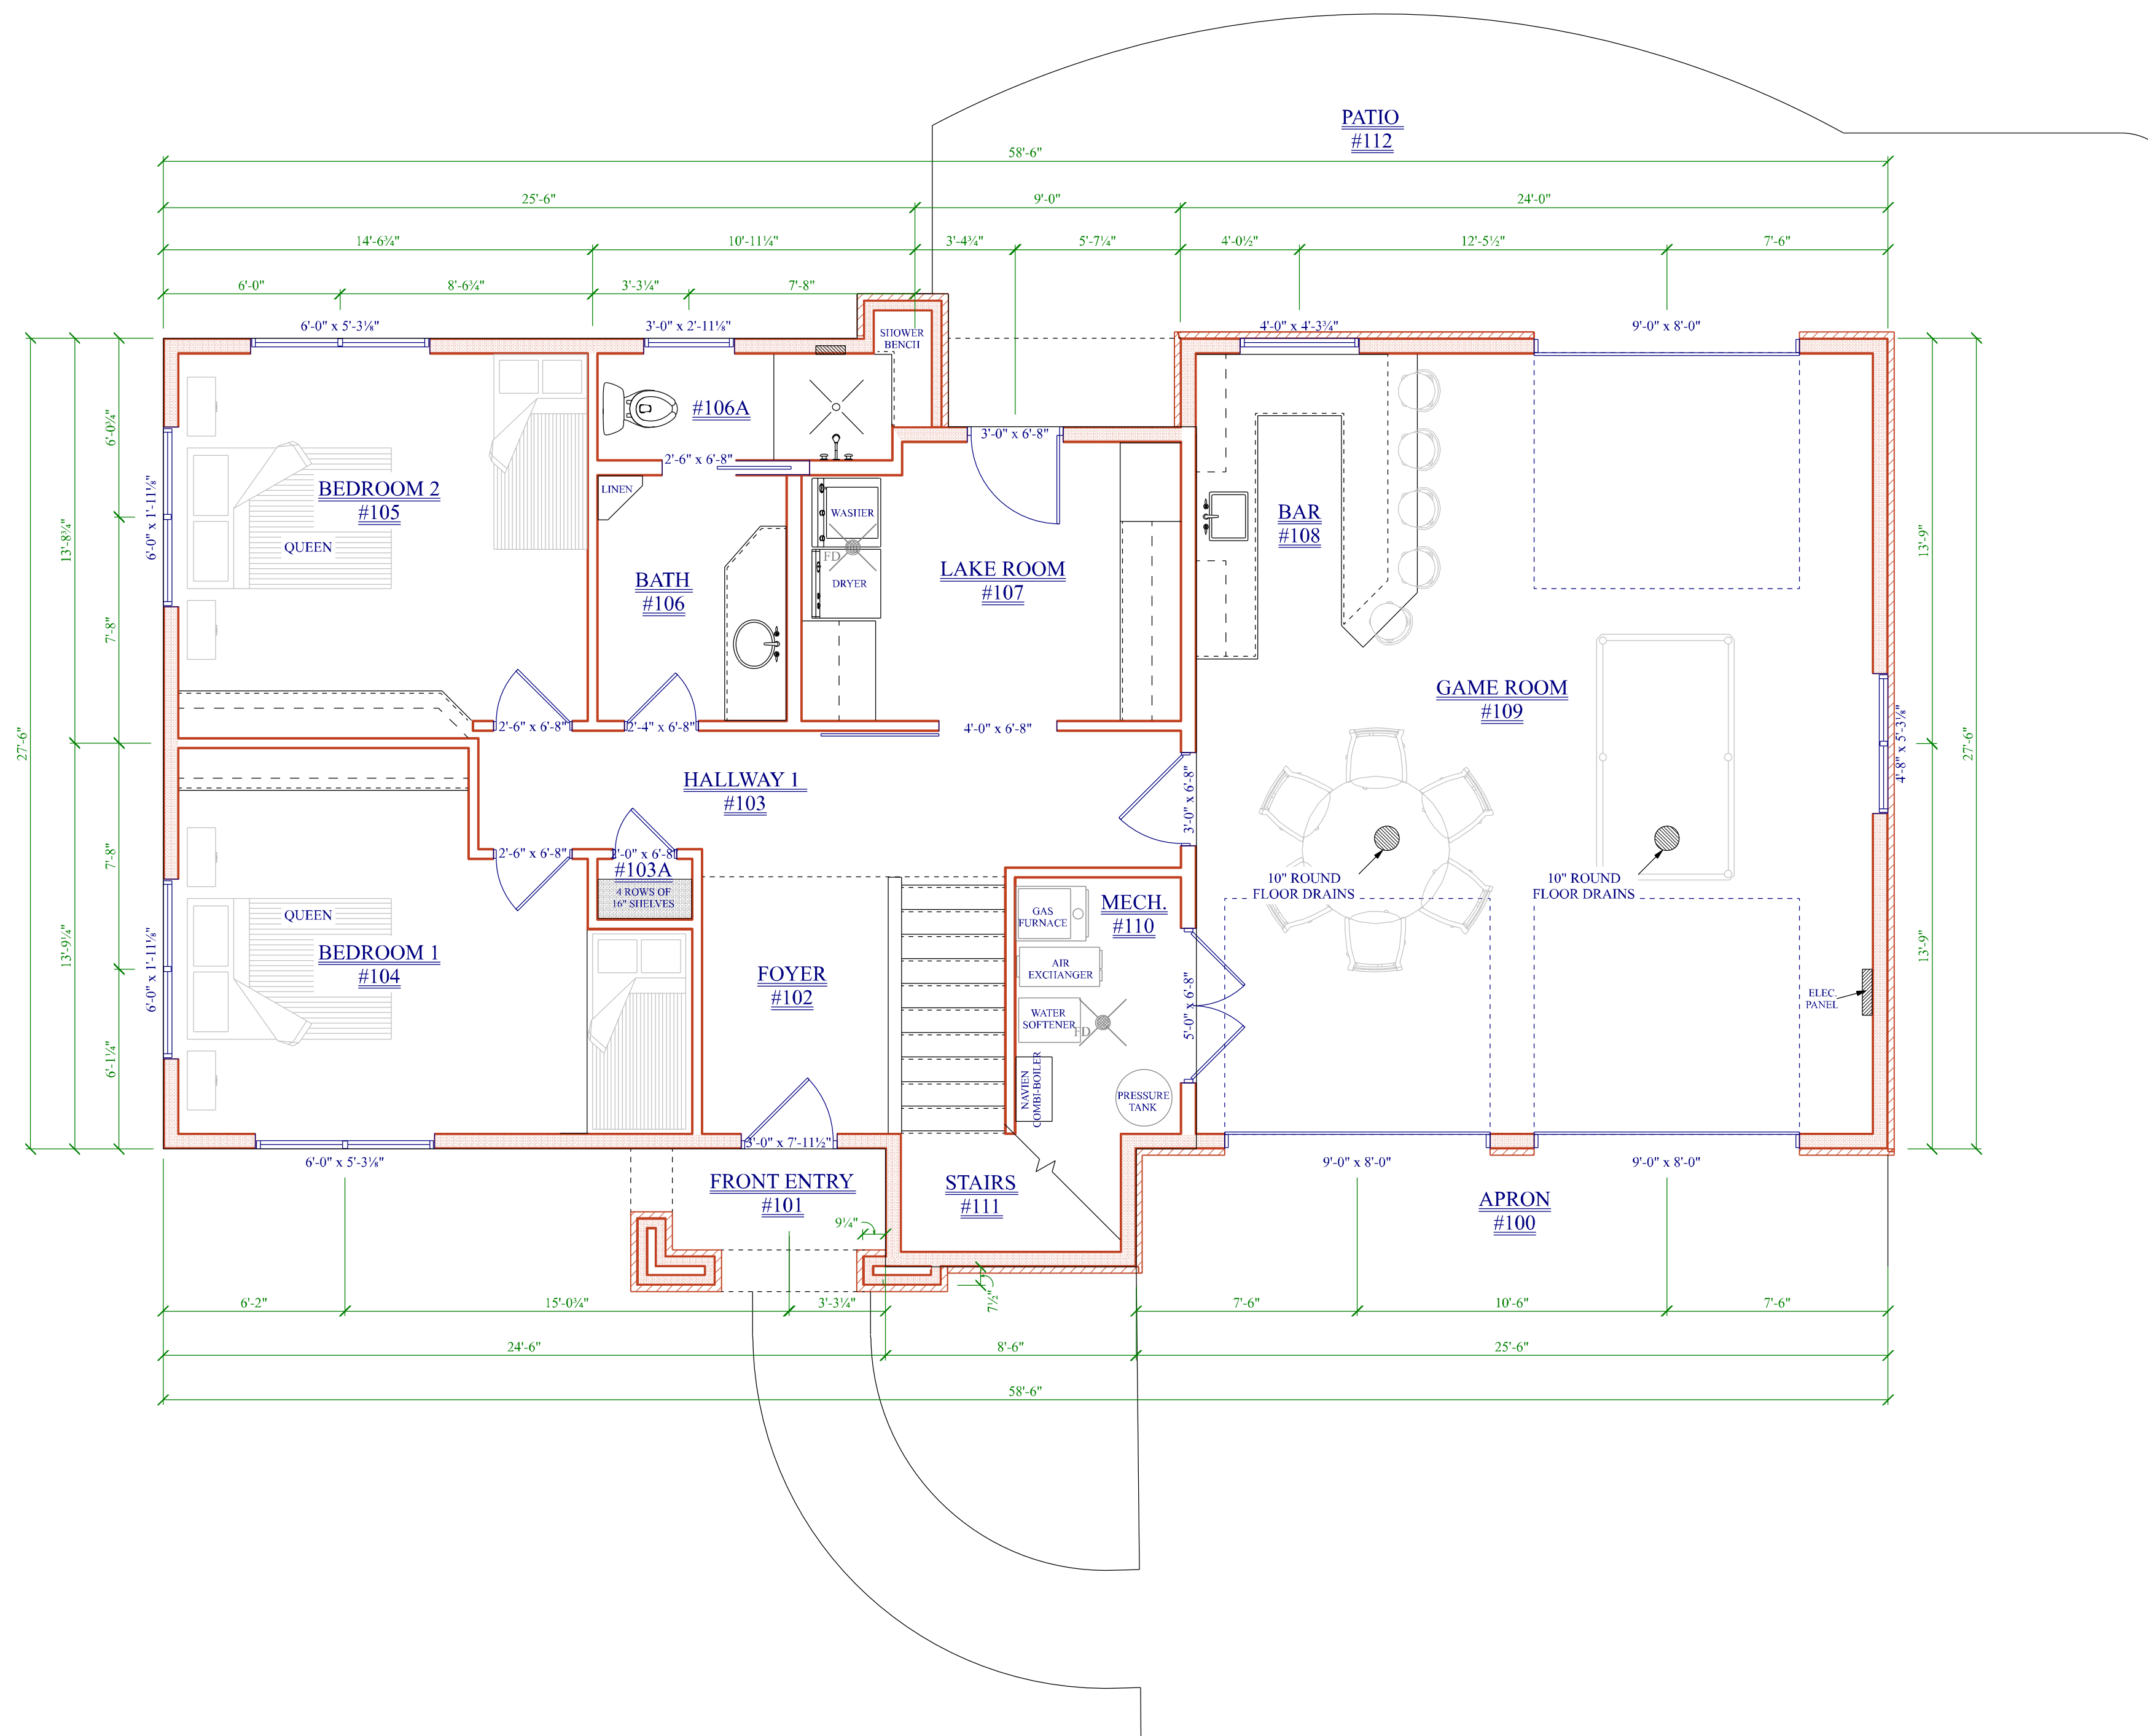 PATIO
#112
58'-6"
25'-6"
9'-0"
24'-0"
14'-6¾"
10'-11¼"
3'-4¾"
5'-7¼"
4'-0½"
12'-5½"
7'-6"
6'-0"
8'-6¾"
3'-3¼"
7'-8"
6'-0" x 5'-3⅛"
3'-0" x 2'-11⅛"
4'-0" x 4'-3¾"
9'-0" x 8'-0"
SHOWER
BENCH
#106A
3'-0" x 6'-8"
2'-6" x 6'-8"
LINEN
BEDROOM 2
#105
QUEEN
WASHER
FD
DRYER
BAR
#108
BATH
#106
LAKE ROOM
#107
6'-0¾"
6'-0" x 1'-11⅛"
13'-8¾"
7'-8"
27'-6"
13'-9"
27'-6"
4'-8" x 5'-3⅛"
GAME ROOM
#109
2'-6" x 6'-8"
2'-4" x 6'-8"
4'-0" x 6'-8"
HALLWAY 1
#103
3'-0" x 6'-8"
2'-6" x 6'-8"
2'-0" x 6'-8"
#103A
4 ROWS OF
16" SHELVES
7'-8"
13'-9¼"
6'-0" x 1'-11⅛"
6'-1¼"
QUEEN
BEDROOM 1
#104
FOYER
#102
MECH.
#110
GAS
FURNACE
AIR
EXCHANGER
WATER
SOFTENER
FD
NAVIEN
COMBI-BOILER
PRESSURE
TANK
5'-0" x 6'-8"
10" ROUND
FLOOR DRAINS
10" ROUND
FLOOR DRAINS
13'-9"
ELEC.
PANEL
3'-0" x 7'-11½"
6'-0" x 5'-3⅛"
9'-0" x 8'-0"
9'-0" x 8'-0"
FRONT ENTRY
#101
STAIRS
#111
APRON
#100
9¼"
7½"
6'-2"
15'-0¾"
3'-3¼"
7'-6"
10'-6"
7'-6"
24'-6"
8'-6"
25'-6"
58'-6"